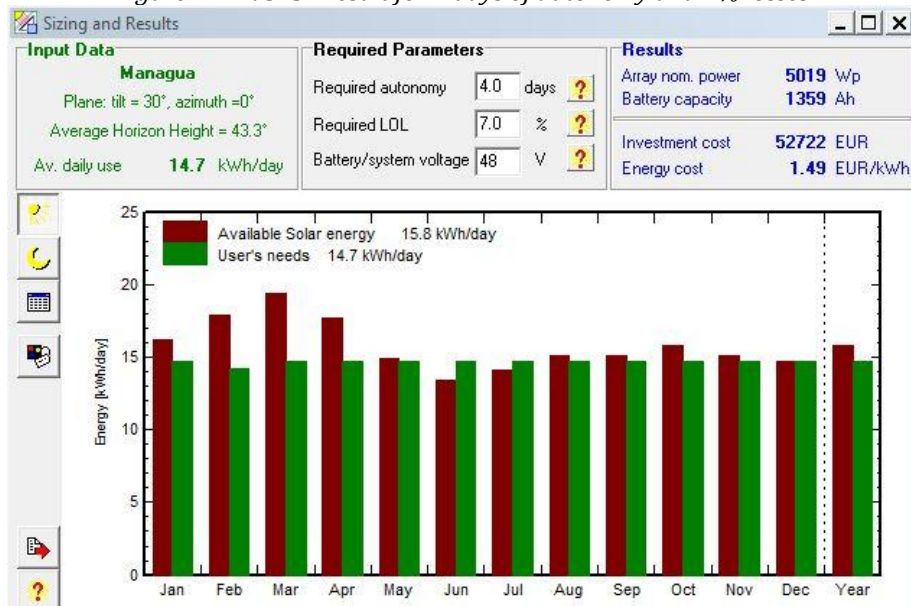 Sizing and Results
Input Data
Managua
Plane: tilt = 30°, azimuth =0°
Average Horizon Height = 43.3°
Av. daily use 14.7 kWh/day
Required Parameters
Required autonomy 4.0 days ?
Required LOL 7.0 % ?
Battery/system voltage 48 V ?
Results
Array nom. power 5019 Wp
Battery capacity 1359 Ah
Investment cost 52722 EUR
Energy cost 1.49 EUR/kWh
Available Solar energy 15.8 kWh/day
User's needs 14.7 kWh/day
Energy [kWh/day]
25
20
15
10
5
0
Jan Feb Mar Apr May Jun Jul Aug Sep Oct Nov Dec Year
?